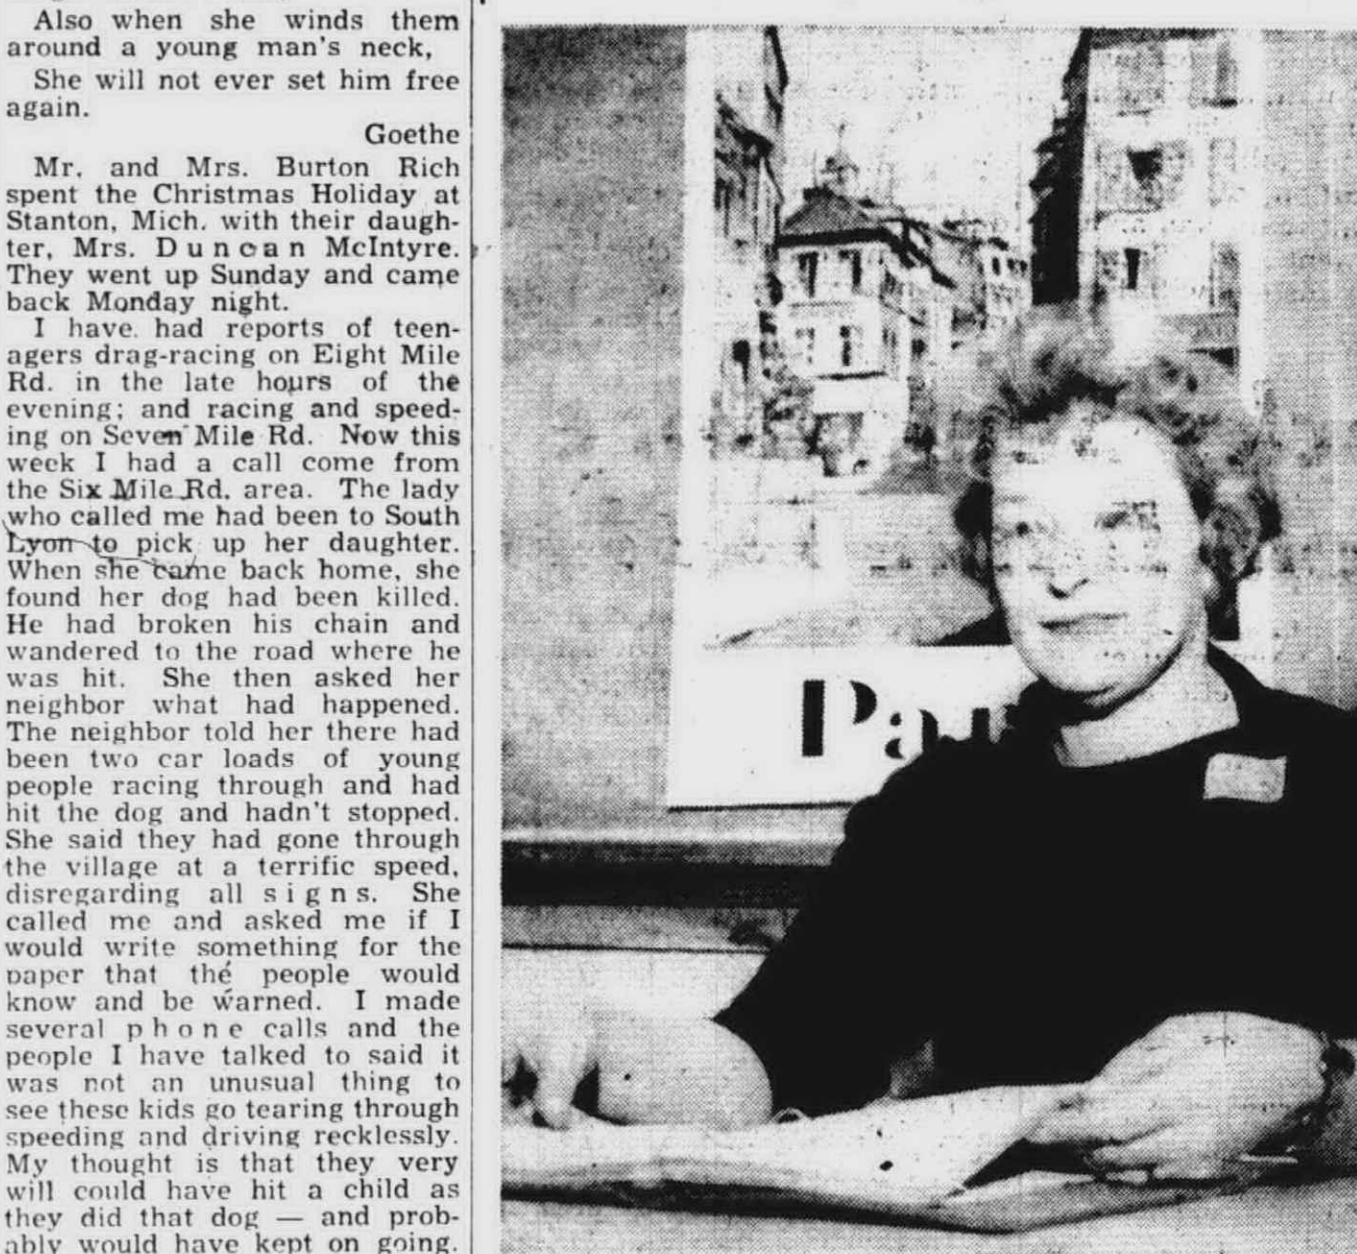 Also when she winds them
around a young man's neck,
She will not ever set him free
again.
Goethe
Mr. and Mrs. Burton Rich
spent the Christmas Holiday at
Stanton, Mich. with their daugh-
ter, Mrs. Duncan McIntyre.
They went up Sunday and came
back Monday night.
I have had reports of teen-
agers drag-racing on Eight Mile
Rd. in the late hours of the
evening; and racing and speed-
ing on Seven Mile Rd. Now this
week I had a call come from
the Six Mile Rd. area. The lady
who called me had been to South
Lyon to pick up her daughter.
When she came back home, she
found her dog had been killed.
He had broken his chain and
wandered to the road where he
was hit. She then asked her
neighbor what had happened.
The neighbor told her there had
been two car loads of young
people racing through and had
hit the dog and hadn't stopped.
She said they had gone through
the village at a terrific speed,
disregarding all signs. She
called me and asked me if I
would write something for the
paper that the people would
know and be warned. I made
several phone calls and the
people I have talked to said it
was not an unusual thing to
see these kids go tearing through
speeding and driving recklessly.
My thought is that they very
will could have hit a child as
they did that dog — and prob-
ably would have kept on going.
Par